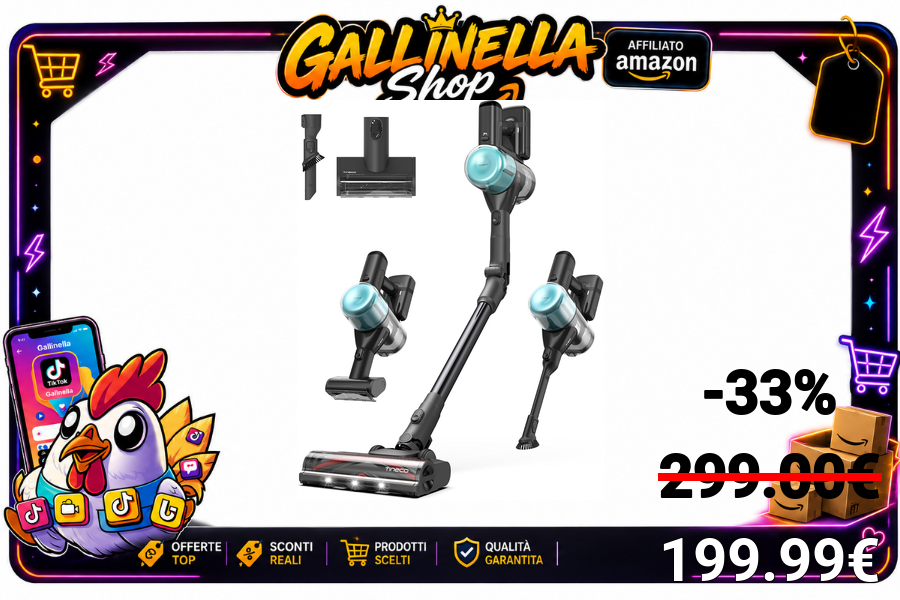 GALLINELLA
Shop
AFFILIATO
amazon
Gallinella
TikTok
Gallinella
tineco
-33%
299.00€
199.99€
OFFERTE
TOP
SCONTI
REALI
PRODOTTI
SCELTI
QUALITÀ
GARANTITA